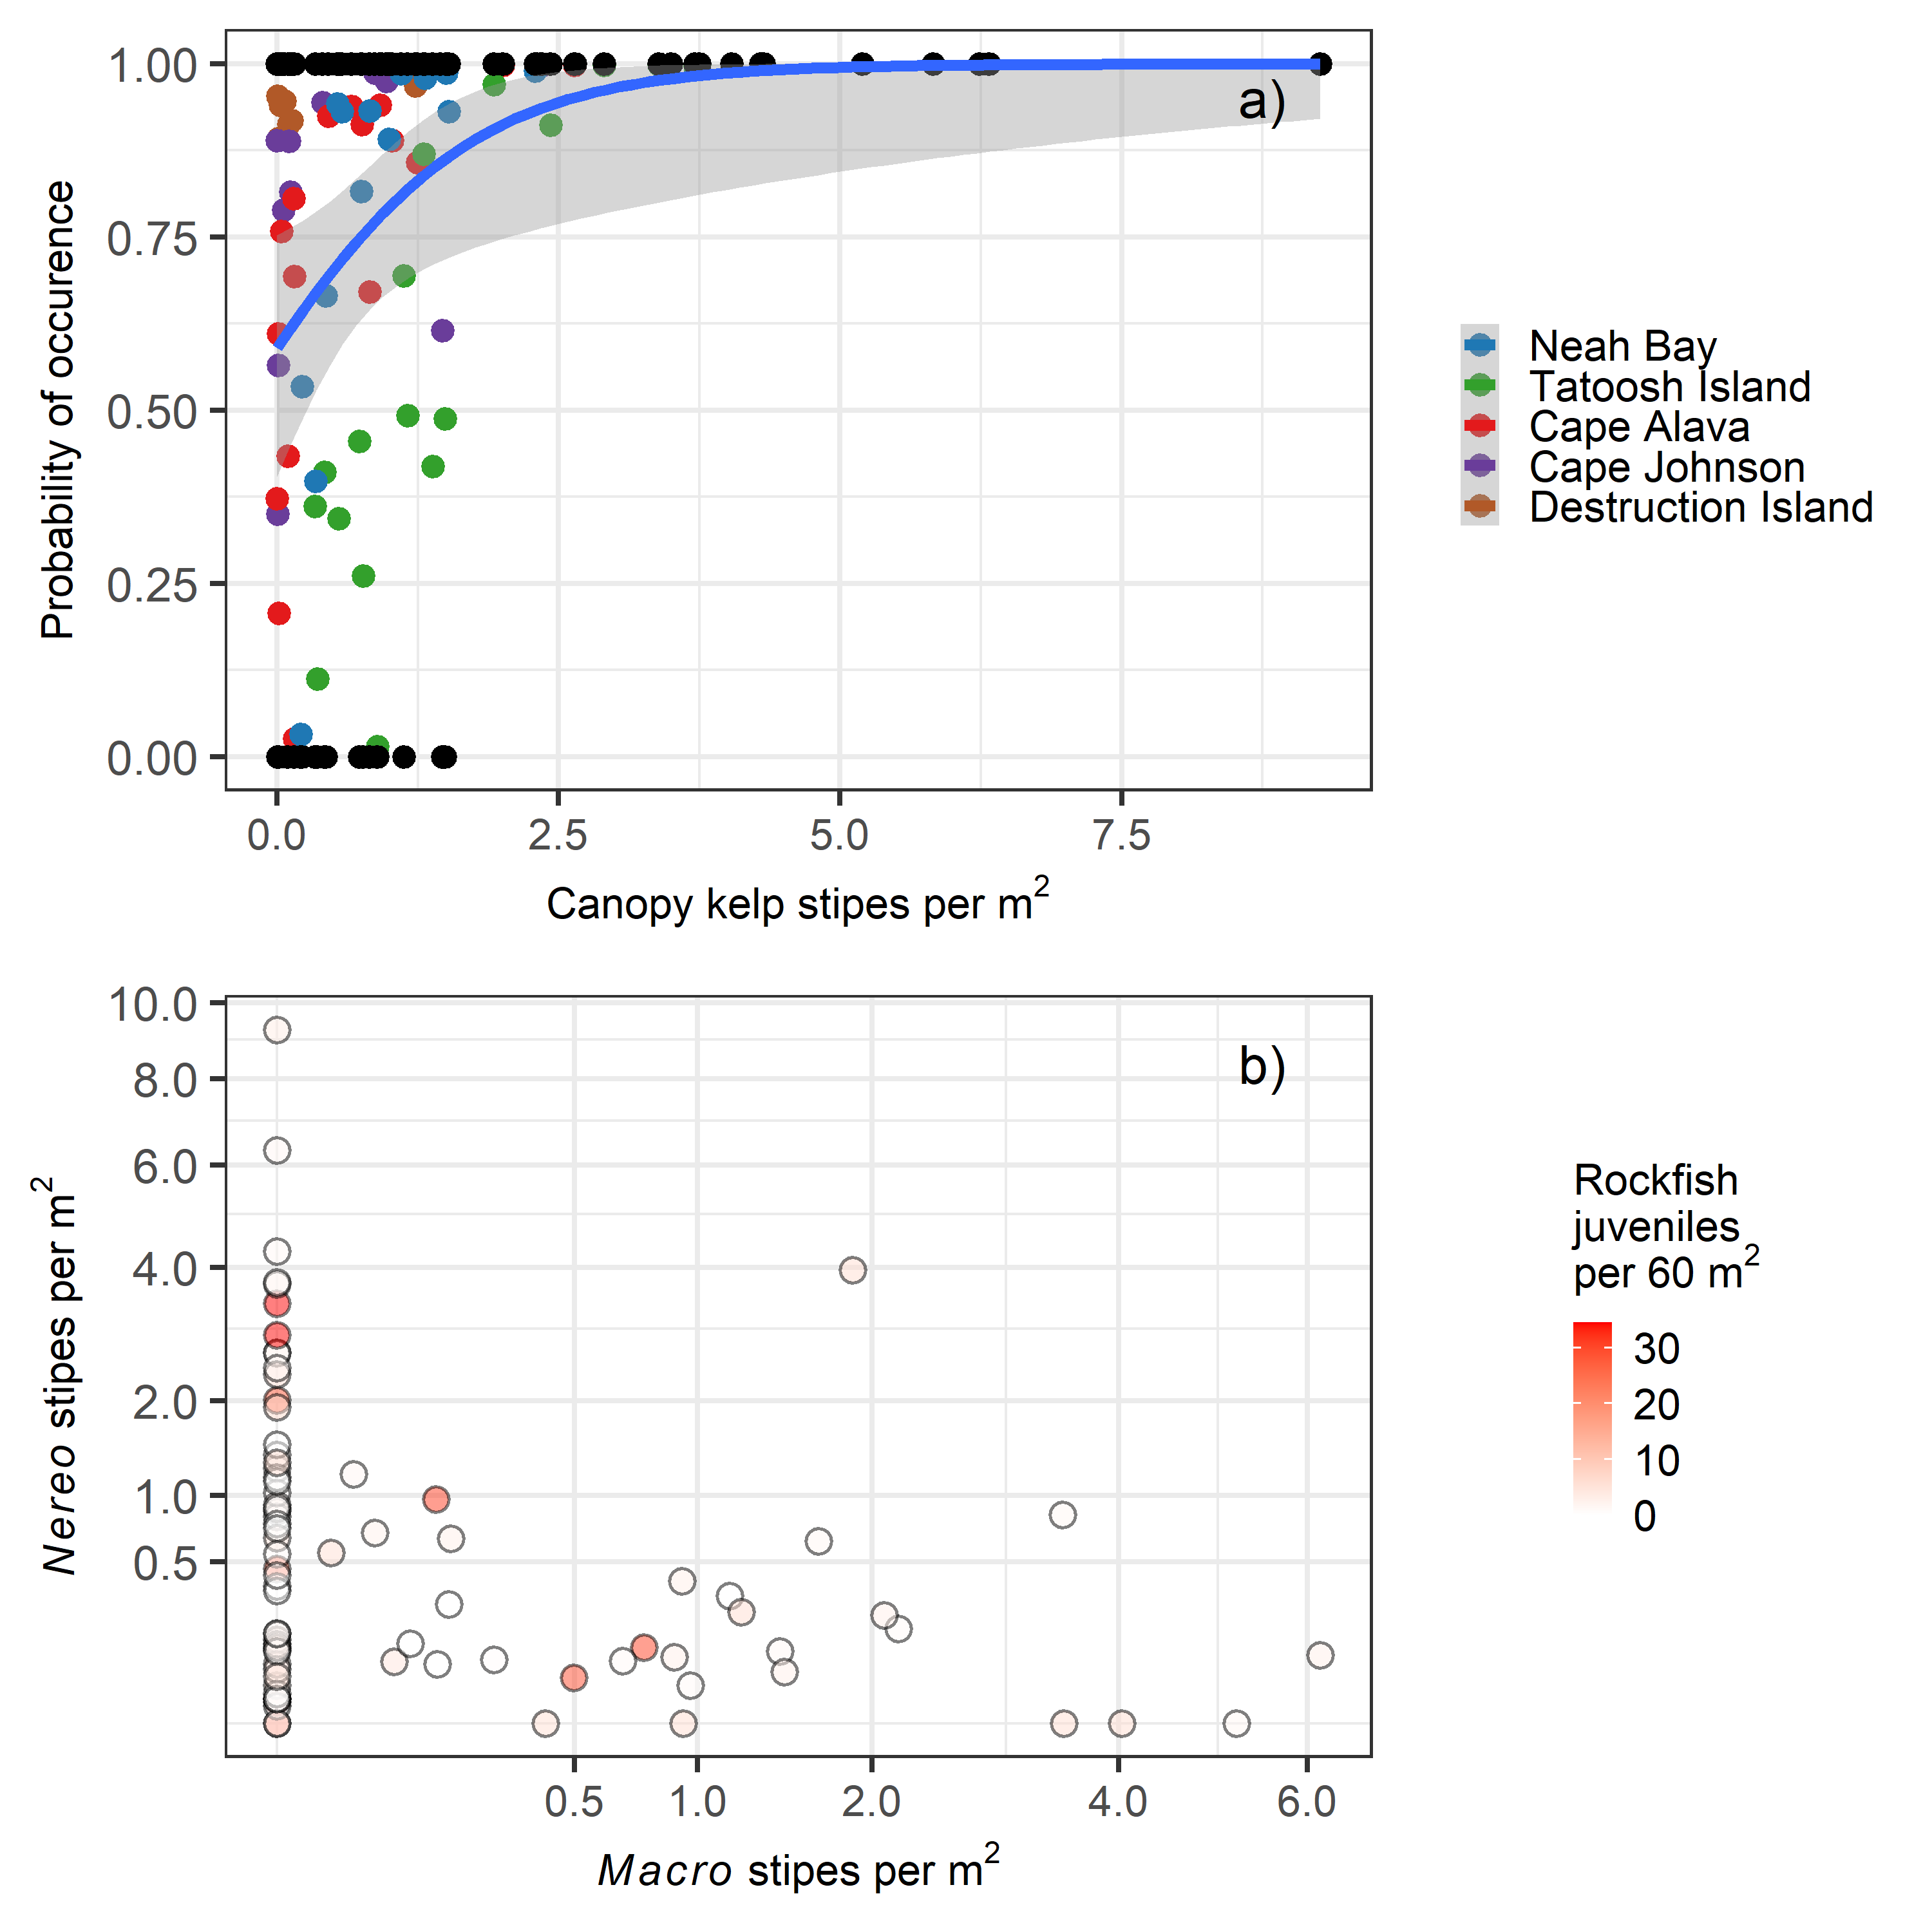 1.00
0.75
0.50
0.25
0.00
Probability of occurence
a)
0.0 2.5 5.0 7.5
Canopy kelp stipes per m²
Neah Bay
Tatoosh Island
Cape Alava
Cape Johnson
Destruction Island
10.0
8.0
6.0
4.0
2.0
1.0
0.5
Nereo stipes per m²
b)
0.5 1.0 2.0 4.0 6.0
Macro stipes per m²
Rockfish
juveniles
per 60 m²
30
20
10
0